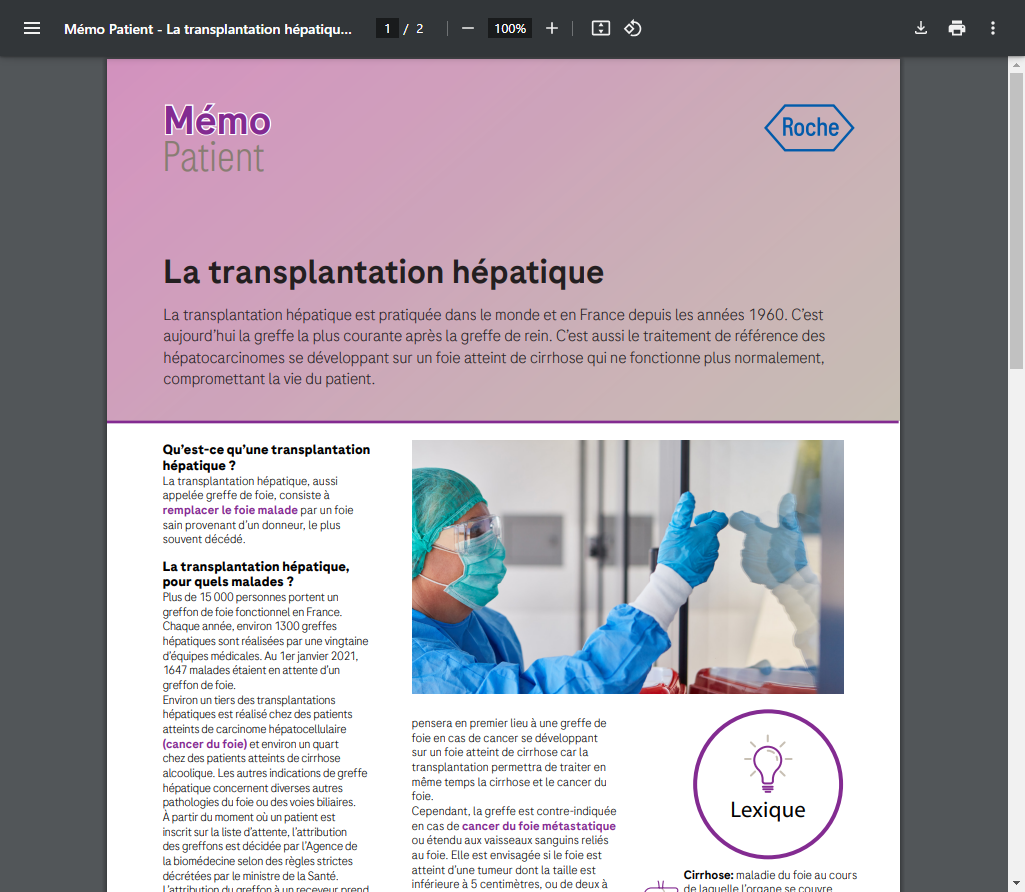 Mémo Patient - La transplantation hépatiqu...
1 / 2
100%
Mémo
Patient
Roche
La transplantation hépatique
La transplantation hépatique est pratiquée dans le monde et en France depuis les années 1960. C'est
aujourd'hui la greffe la plus courante après la greffe de rein. C'est aussi le traitement de référence des
hépatocarcinomes se développant sur un foie atteint de cirrhose qui ne fonctionne plus normalement,
compromettant la vie du patient.
Qu'est-ce qu'une transplantation
hépatique ?
La transplantation hépatique, aussi
appelée greffe de foie, consiste à
remplacer le foie malade par un foie
sain provenant d'un donneur, le plus
souvent décédé.
La transplantation hépatique,
pour quels malades ?
Plus de 15 000 personnes portent un
greffon de foie fonctionnel en France.
Chaque année, environ 1300 greffes
hépatiques sont réalisées par une vingtaine
d'équipes médicales. Au 1er janvier 2021,
1647 malades étaient en attente d'un
greffon de foie.
Environ un tiers des transplantations
hépatiques est réalisé chez des patients
atteints de carcinome hépatocellulaire
(cancer du foie) et environ un quart
chez des patients atteints de cirrhose
alcoolique. Les autres indications de greffe
hépatique concernent diverses autres
pathologies du foie ou des voies biliaires.
À partir du moment où un patient est
inscrit sur la liste d'attente, l'attribution
des greffons est décidée par l'Agence de
la biomédecine selon des règles strictes
décrétées par le ministre de la Santé.
L'attribution du greffon à un receveur prend
pensera en premier lieu à une greffe de
foie en cas de cancer se développant
sur un foie atteint de cirrhose car la
transplantation permettra de traiter en
même temps la cirrhose et le cancer du
foie.
Cependant, la greffe est contre-indiquée
en cas de cancer du foie métastatique
ou étendu aux vaisseaux sanguins reliés
au foie. Elle est envisagée si le foie est
atteint d'une tumeur dont la taille est
inférieure à 5 centimètres, ou de deux à
Lexique
Cirrhose: maladie du foie au cours
de laquelle l'organe se couvre